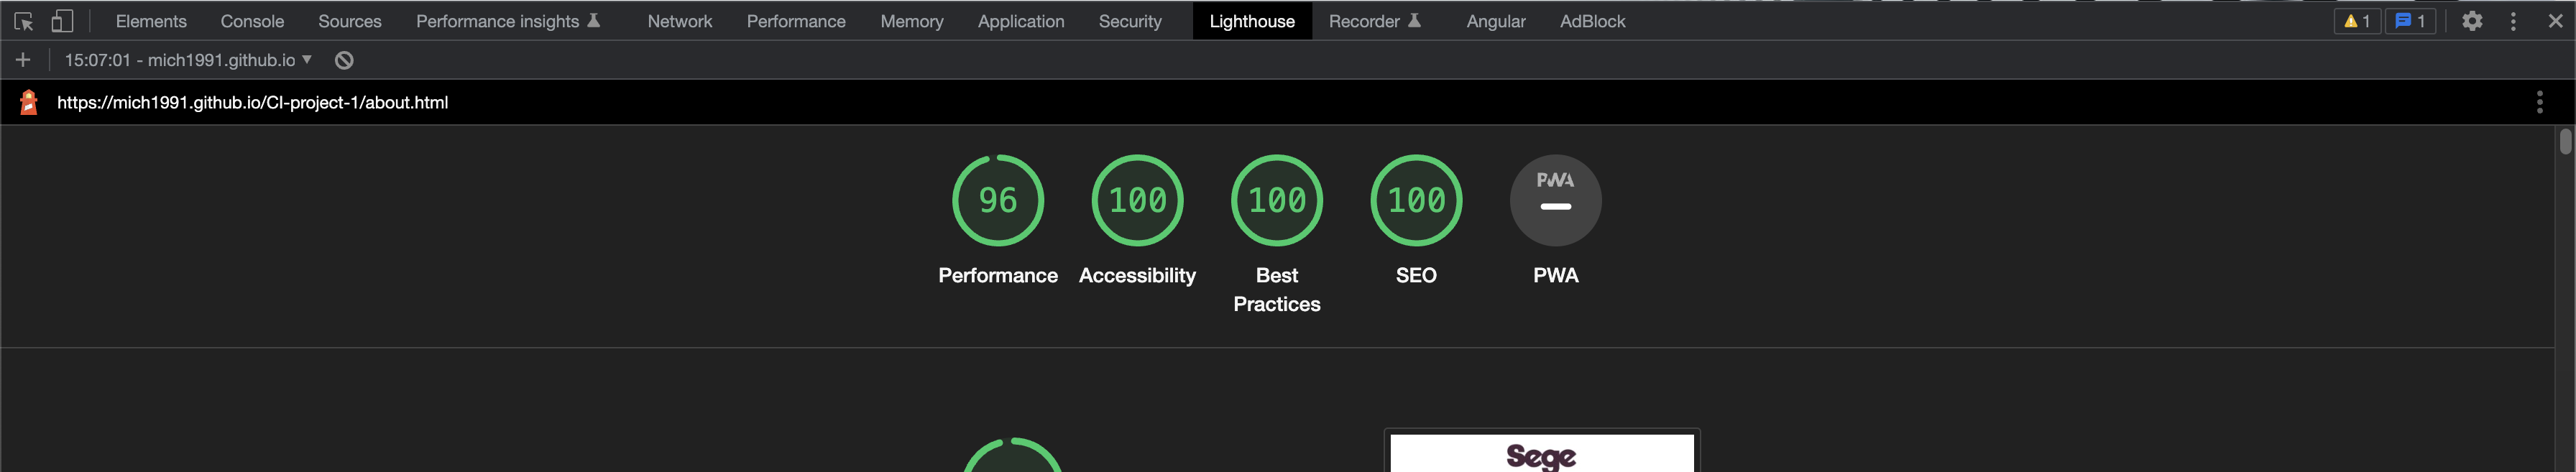 Elements Console Sources Performance insights Network Performance Memory Application Security Lighthouse Recorder Angular AdBlock 1 1
15:07:01 - mich1991.github.io
https://mich1991.github.io/CI-project-1/about.html
96 100 100 100 PWA
Performance Accessibility Best Practices SEO PWA
Sege